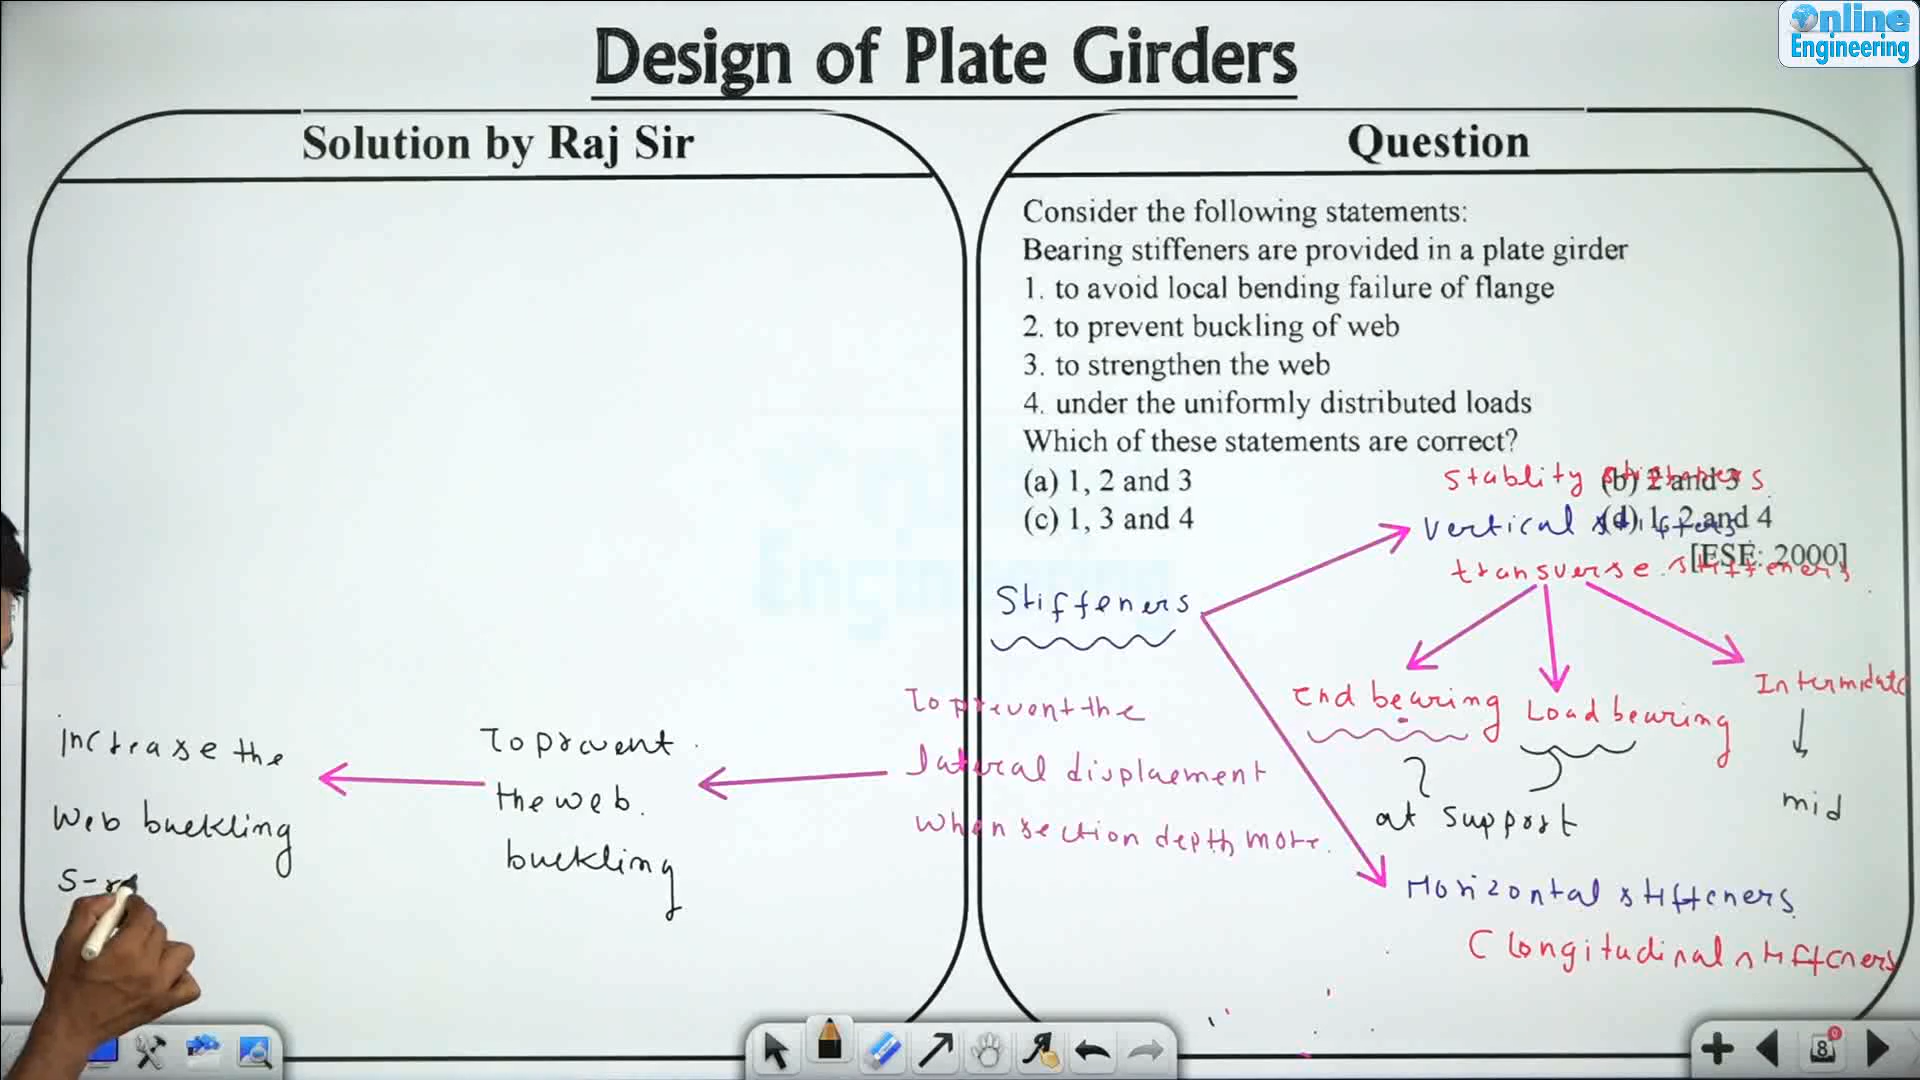 Online
Engineering
Design of Plate Girders
Solution by Raj Sir
Question
Consider the following statements:
Bearing stiffeners are provided in a plate girder
1. to avoid local bending failure of flange
2. to prevent buckling of web
3. to strengthen the web
4. under the uniformly distributed loads
Which of these statements are correct?
(a) 1, 2 and 3
(b) 2 and 3
(c) 1, 3 and 4
(d) 1, 2 and 4
[ESE: 2000]
Stablity
Vertical
transverse stiffeners
Stiffeners
End bearing
Load bearing
at support
mid
Horizontal stiffeners
(longitudinal stiffeners
To prevent the
lateral displaement
when section depth more.
To prevent
the web.
buckling
increase the
Web buckling
8
0